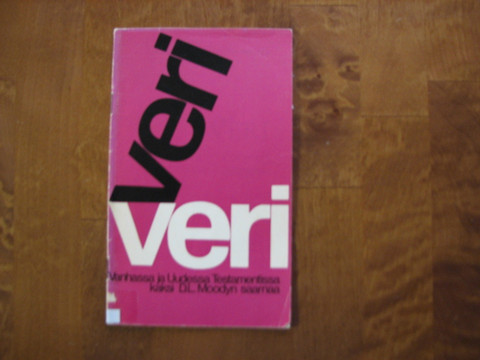 veri
veri
Vanhassa ja Uudessa Testamentissa
kaksi D.L. Moodyn saarnaa